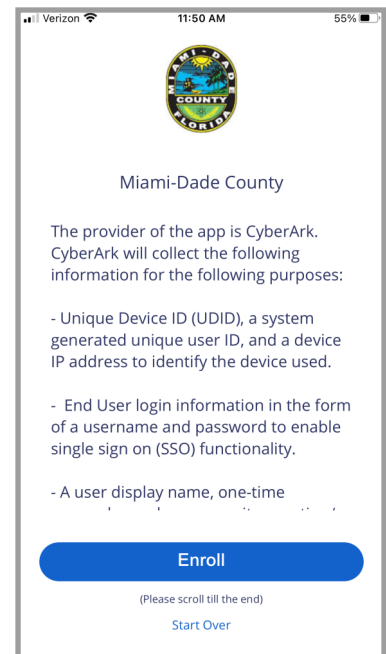 Verizon 11:50 AM 55%
MIAMI-DADE
COUNTY
FLORIDA
Miami-Dade County
The provider of the app is CyberArk.
CyberArk will collect the following
information for the following purposes:
- Unique Device ID (UDID), a system
generated unique user ID, and a device
IP address to identify the device used.
- End User login information in the form
of a username and password to enable
single sign on (SSO) functionality.
- A user display name, one-time
Enroll
(Please scroll till the end)
Start Over